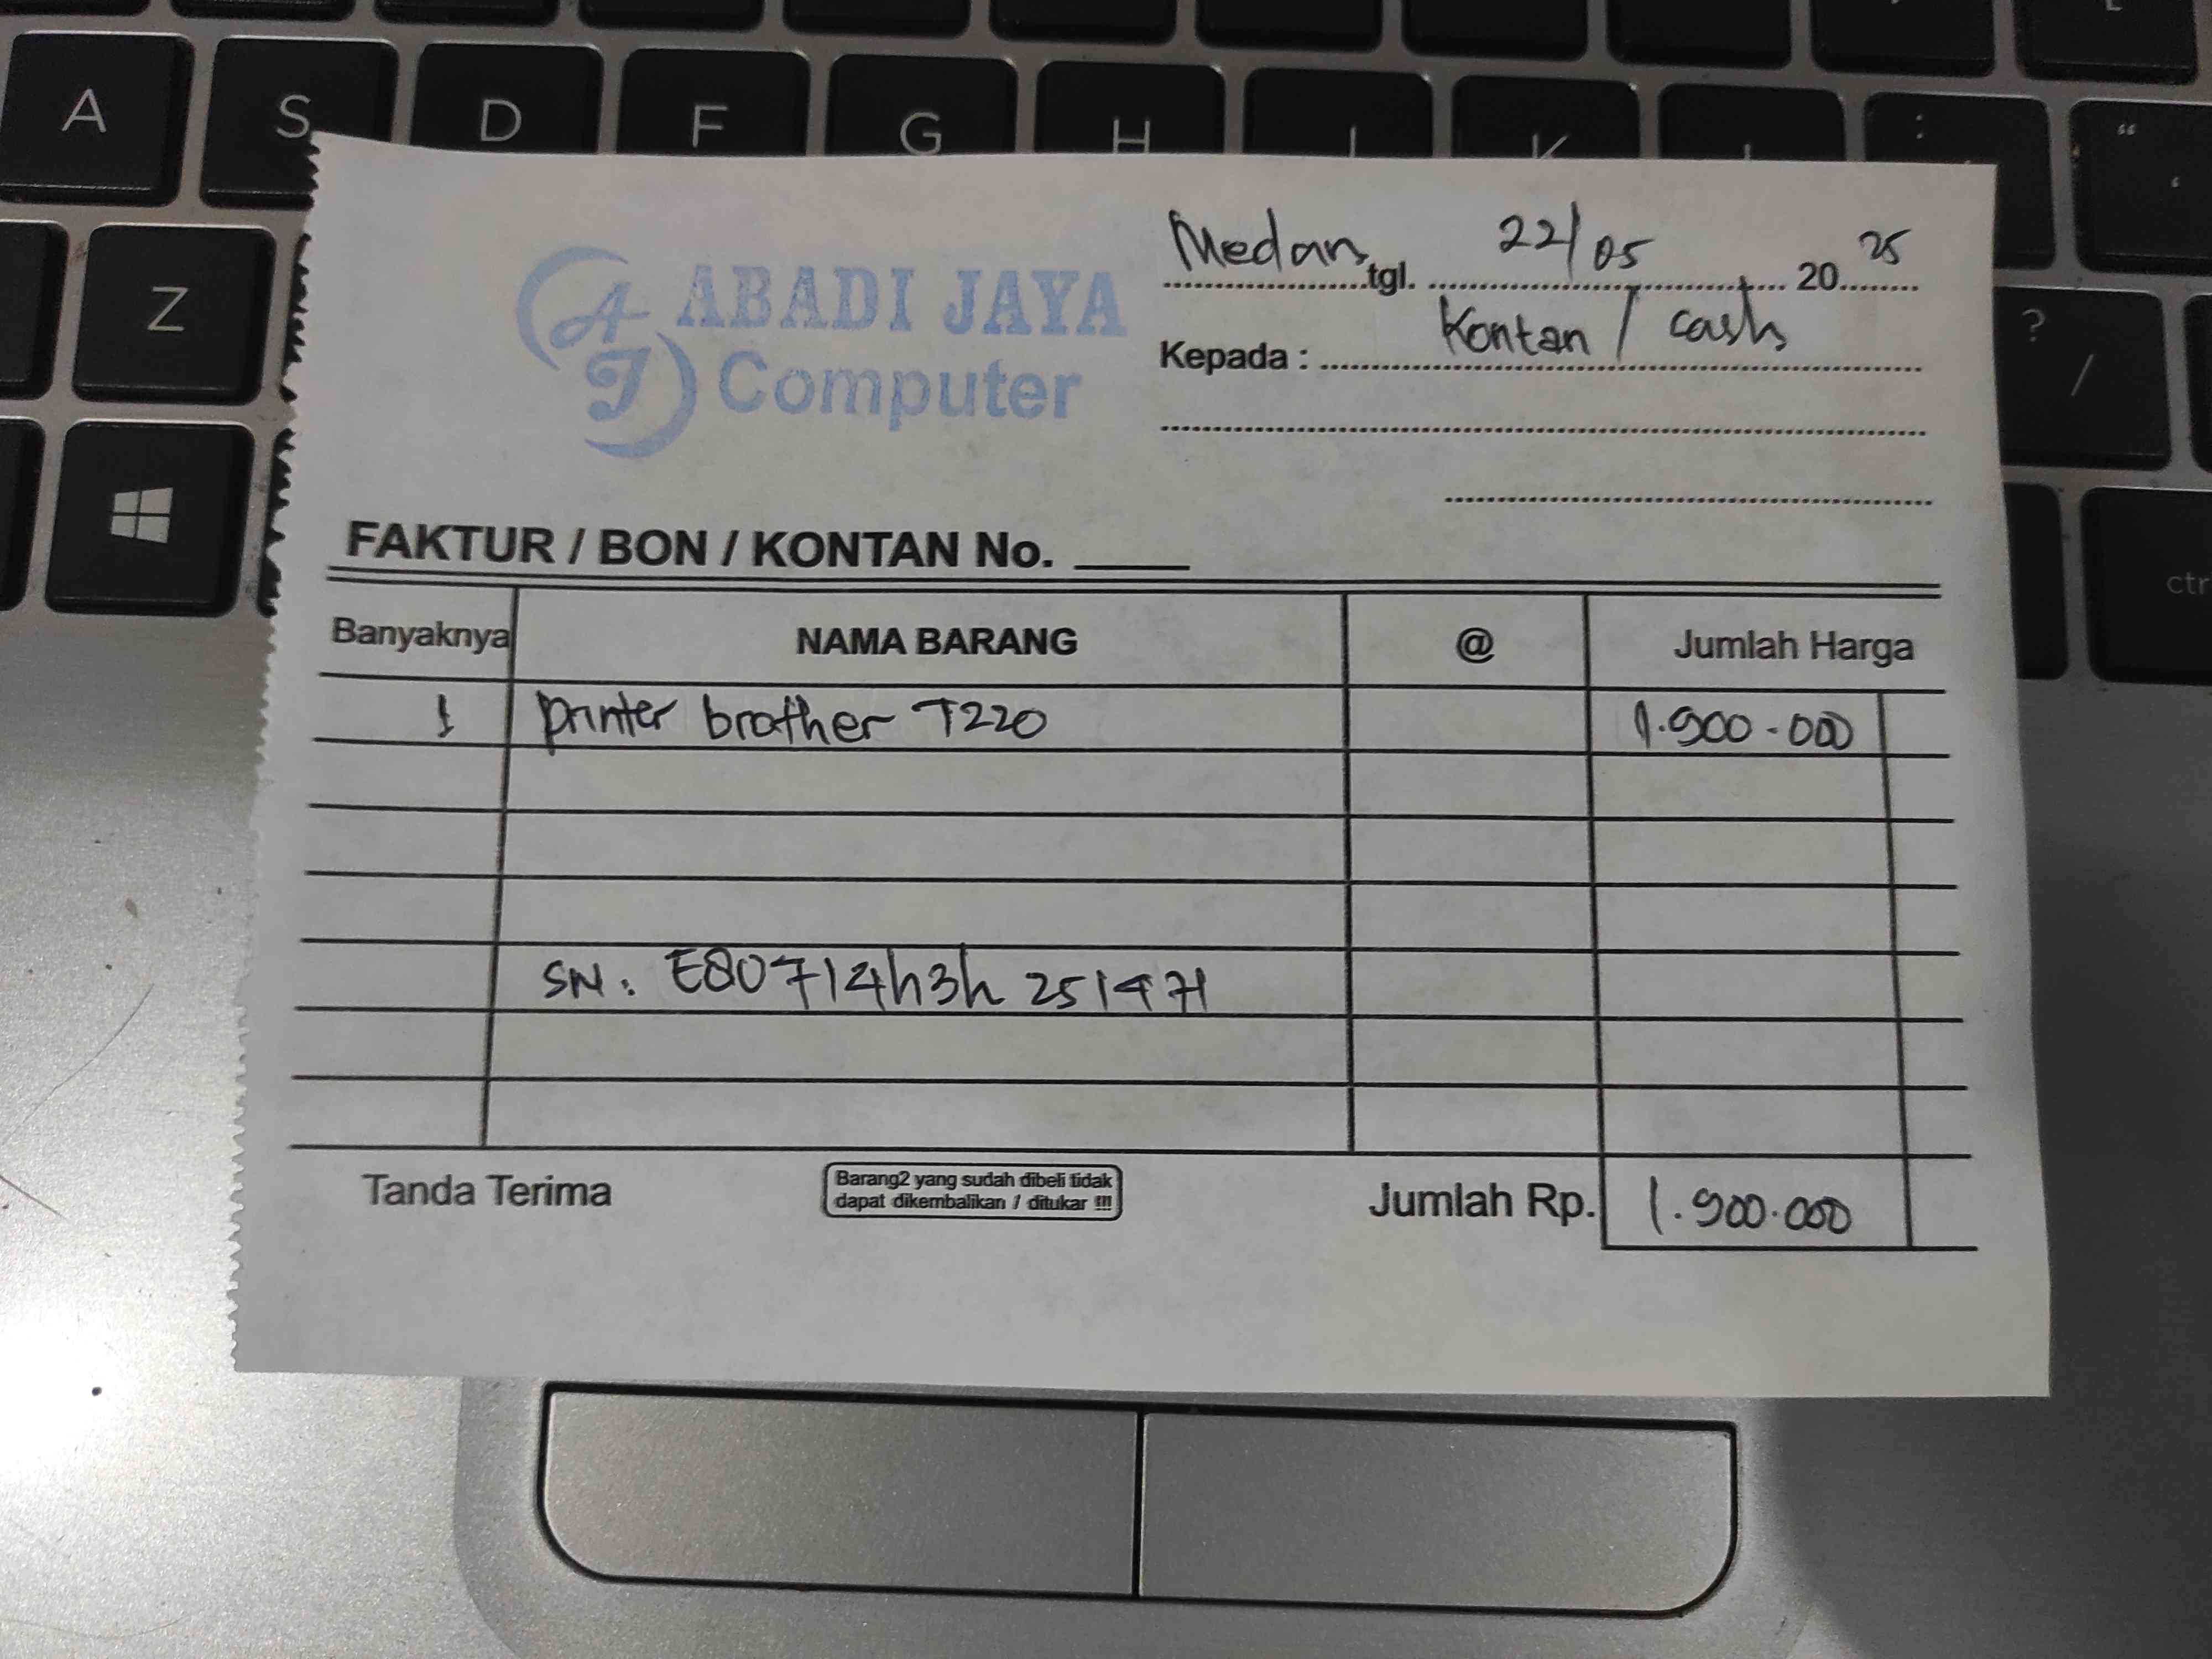 A S D F G H
Z
Medan, tgl. 22/05 20 25
ABADI JAYA
AJ
Computer
Kepada : Kontan / cash
FAKTUR / BON / KONTAN No.
Banyaknya NAMA BARANG @ Jumlah Harga
1 printer brother T220 1.900.000
SN: E80714h3h 251471
Tanda Terima
Barang2 yang sudah dibeli tidak
dapat dikembalikan / ditukar !!!
Jumlah Rp. 1.900.000
? /
ctr